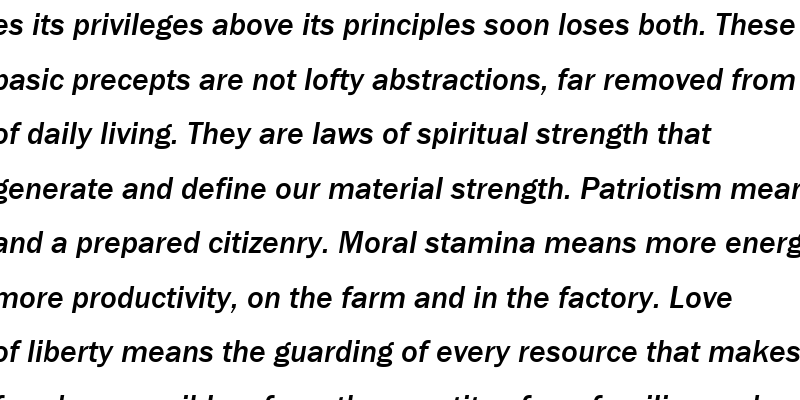 es its privileges above its principles soon loses both. These
basic precepts are not lofty abstractions, far removed from
of daily living. They are laws of spiritual strength that
generate and define our material strength. Patriotism mean
and a prepared citizenry. Moral stamina means more energ
more productivity, on the farm and in the factory. Love
of liberty means the guarding of every resource that makes